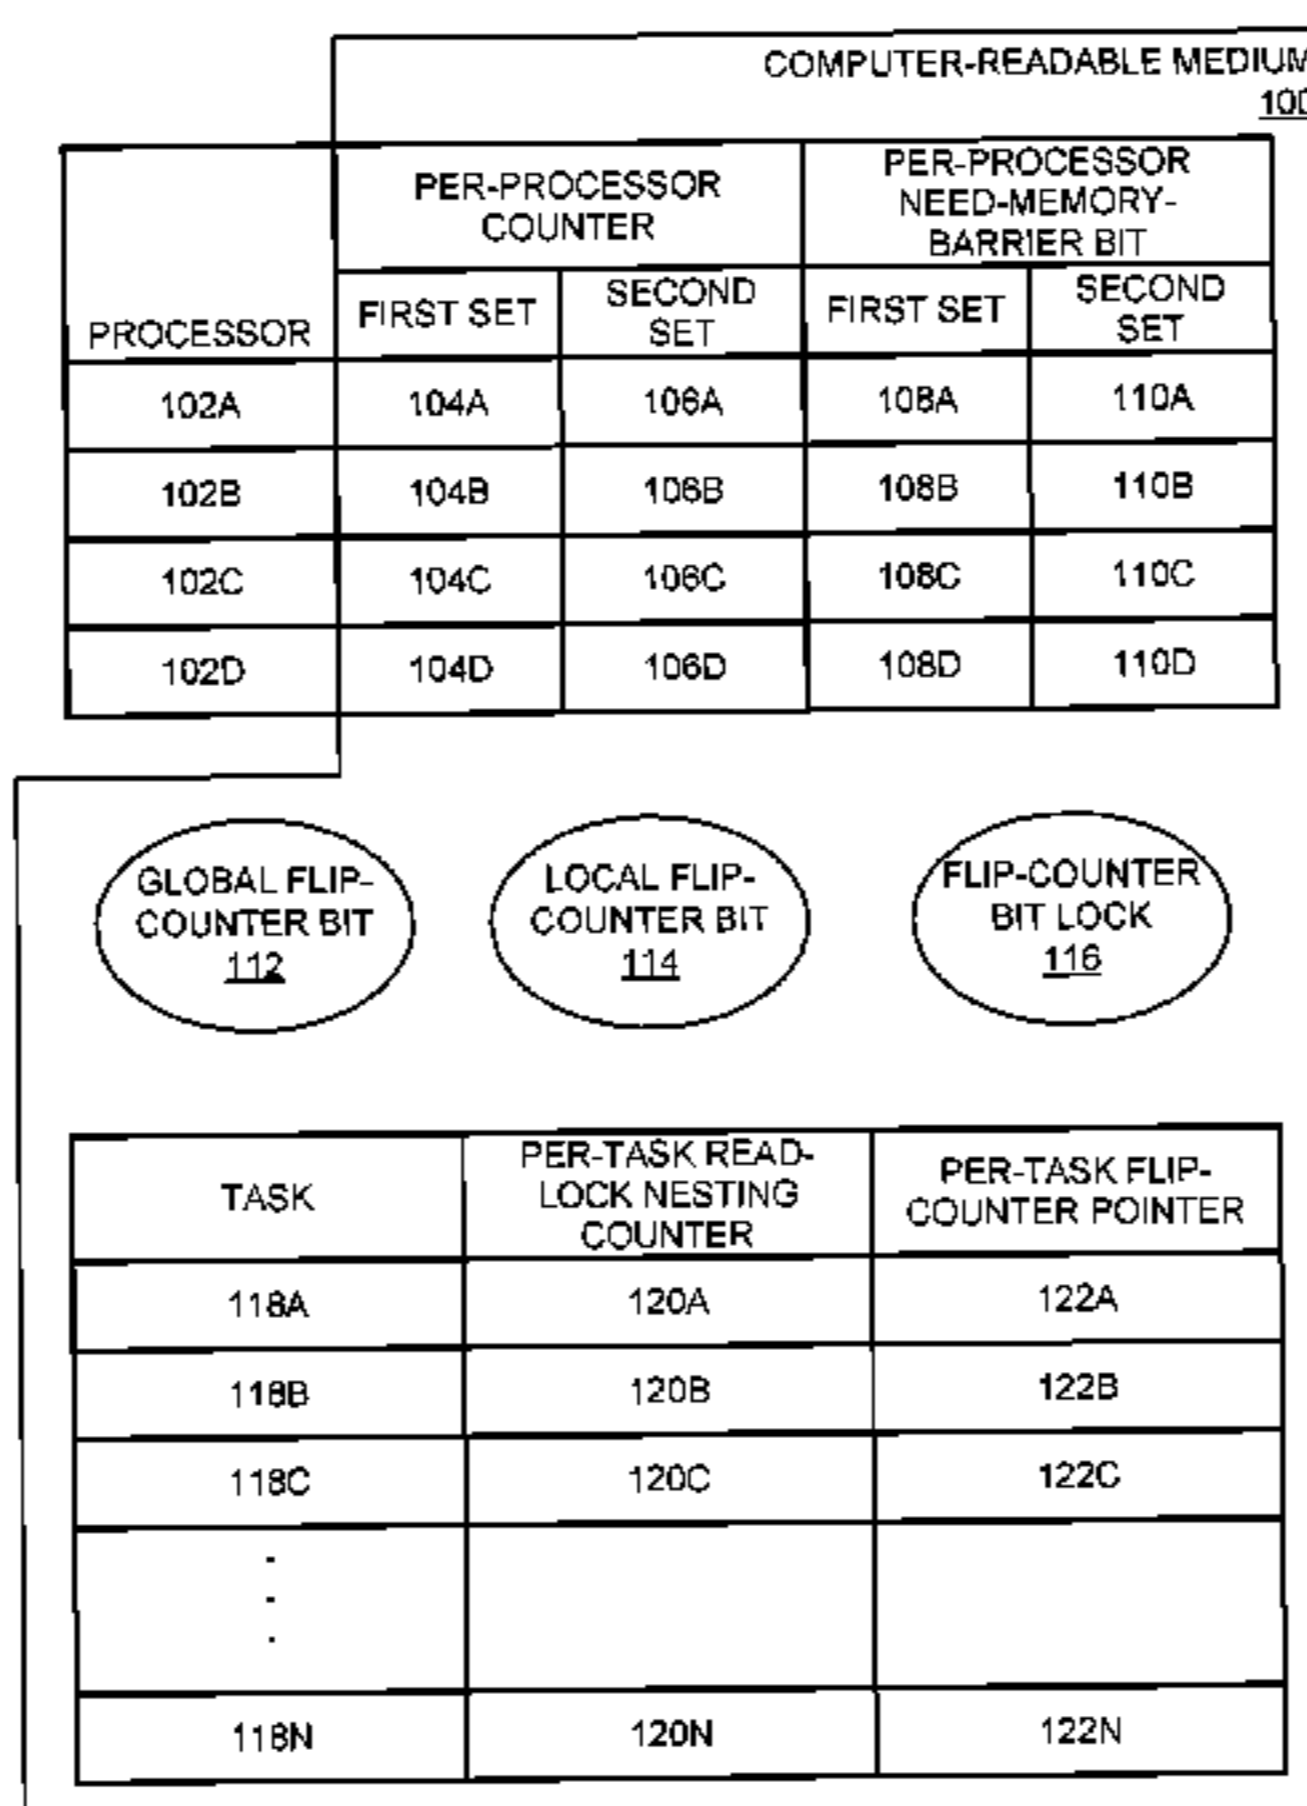 COMPUTER-READABLE MEDIUM
100
PROCESSOR
PER-PROCESSOR
COUNTER
PER-PROCESSOR
NEED-MEMORY-
BARRIER BIT
FIRST SET
SECOND
SET
FIRST SET
SECOND
SET
102A 104A 106A 108A 110A
102B 104B 106B 108B 110B
102C 104C 106C 108C 110C
102D 104D 106D 108D 110D
GLOBAL FLIP-
COUNTER BIT
112
LOCAL FLIP-
COUNTER BIT
114
FLIP-COUNTER
BIT LOCK
116
TASK
PER-TASK READ-
LOCK NESTING
COUNTER
PER-TASK FLIP-
COUNTER POINTER
118A 120A 122A
118B 120B 122B
118C 120C 122C
.
.
.
118N 120N 122N